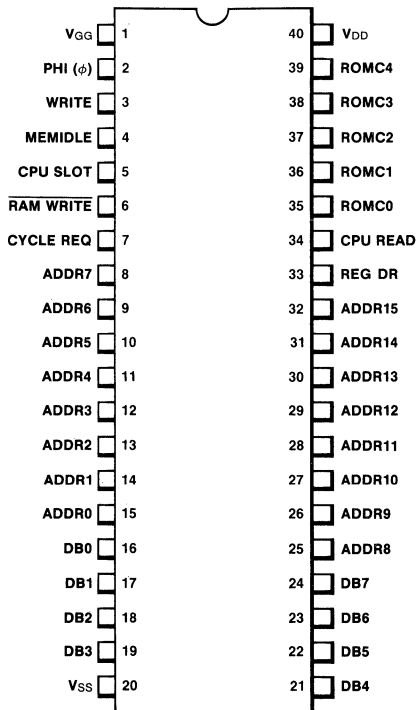 VGG 1 40 VDD
PHI (ϕ) 2 39 ROMC4
WRITE 3 38 ROMC3
MEMIDLE 4 37 ROMC2
CPU SLOT 5 36 ROMC1
RAM WRITE 6 35 ROMC0
CYCLE REQ 7 34 CPU READ
ADDR7 8 33 REG DR
ADDR6 9 32 ADDR15
ADDR5 10 31 ADDR14
ADDR4 11 30 ADDR13
ADDR3 12 29 ADDR12
ADDR2 13 28 ADDR11
ADDR1 14 27 ADDR10
ADDR0 15 26 ADDR9
DB0 16 25 ADDR8
DB1 17 24 DB7
DB2 18 23 DB6
DB3 19 22 DB5
VSS 20 21 DB4